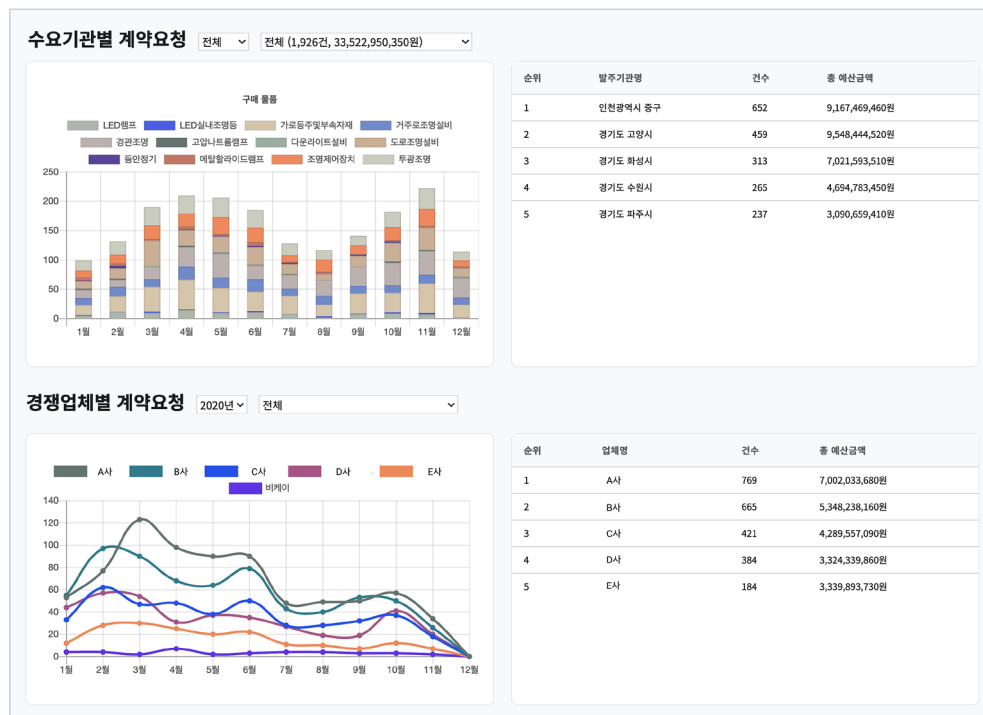 수요기관별 계약요청 전체 전체 (1,926건, 33,522,950,350원)
구매 물품
LED램프 LED실내조명등 가로등주및부속자재 거주로조명설비
경관조명 고압나트륨램프 다운라이트설비 도로조명설비
등안정기 메탈할라이드램프 조명제어장치 투광조명
250
200
150
100
50
0
1월 2월 3월 4월 5월 6월 7월 8월 9월 10월 11월 12월
순위 발주기관명 건수 총 예산금액
1 인천광역시 중구 652 9,167,469,460원
2 경기도 고양시 459 9,548,444,520원
3 경기도 화성시 313 7,021,593,510원
4 경기도 수원시 265 4,694,783,450원
5 경기도 파주시 237 3,090,659,410원
경쟁업체별 계약요청 2020년 전체
A사 B사 C사 D사 E사
비케이
140
120
100
80
60
40
20
0
1월 2월 3월 4월 5월 6월 7월 8월 9월 10월 11월 12월
순위 업체명 건수 총 예산금액
1 A사 769 7,002,033,680원
2 B사 665 5,348,238,160원
3 C사 421 4,289,557,090원
4 D사 384 3,324,339,860원
5 E사 184 3,339,893,730원